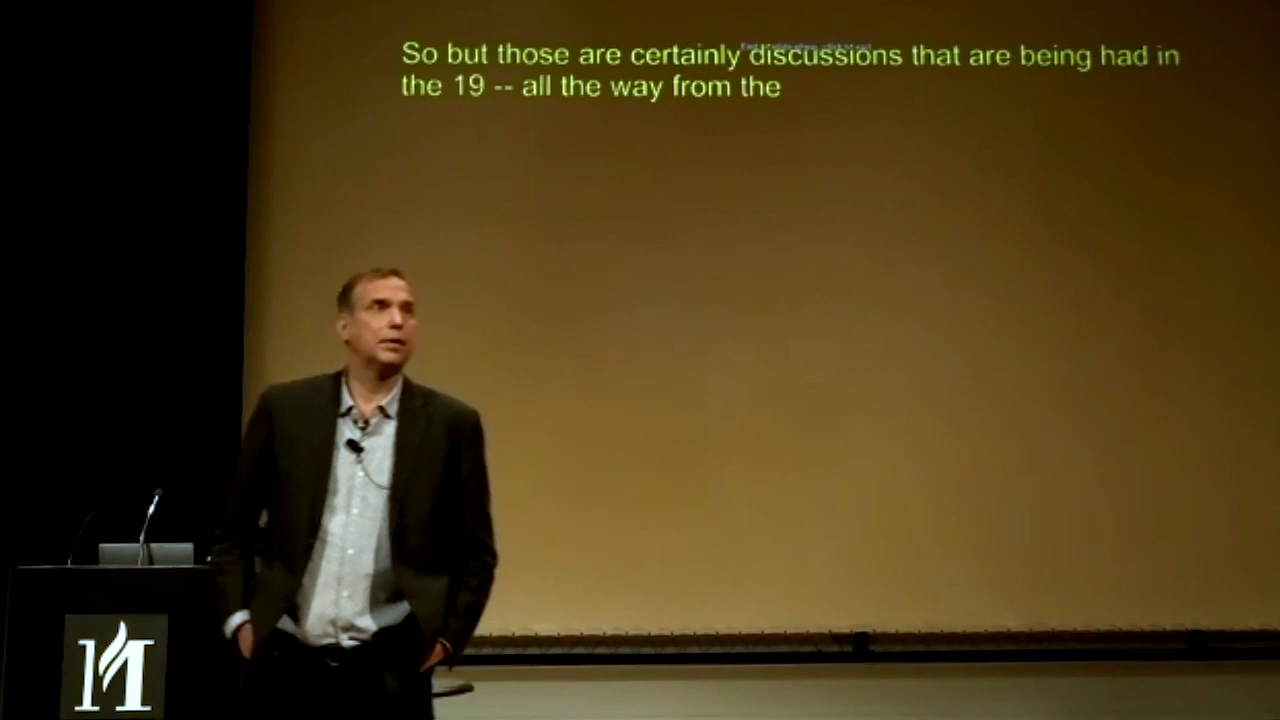 So but those are certainly discussions that are being had in
the 19 -- all the way from the